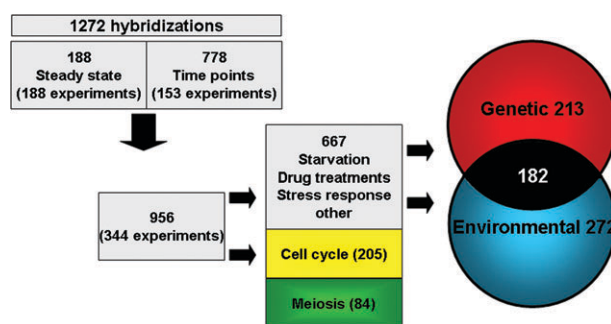 1272 hybridizations
188
Steady state
(188 experiments)
778
Time points
(153 experiments)
956
(344 experiments)
667
Starvation
Drug treatments
Stress response
other
Cell cycle (205)
Meiosis (84)
Genetic 213
182
Environmental 272